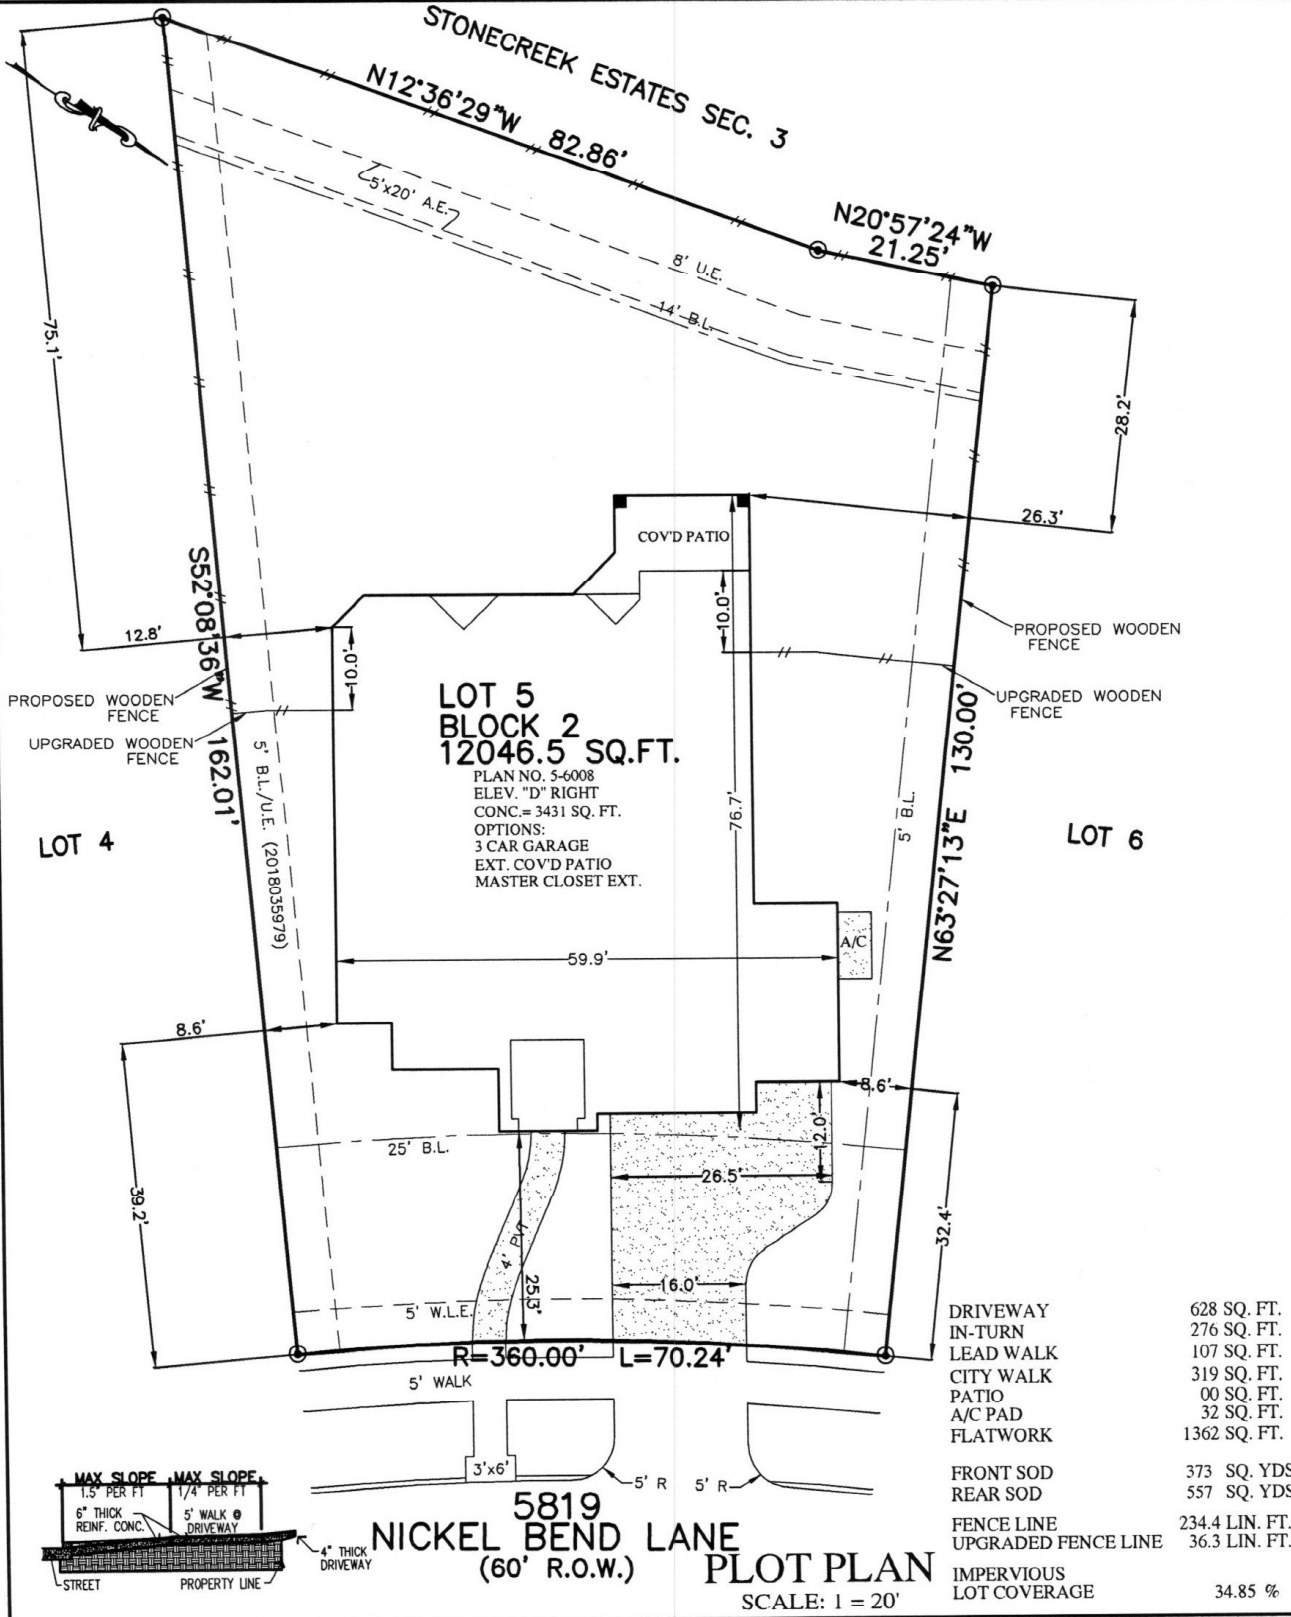 STONECREEK ESTATES SEC. 3
N12°36'29"W 82.86'
N20°57'24"W
21.25'
5'x20' A.E.
8' U.E.
14' B.L.
75.1'
28.2'
26.3'
COV'D PATIO
10.0'
12.8'
10.0'
S52°08'36"W 162.01'
PROPOSED WOODEN
FENCE
UPGRADED WOODEN
FENCE
PROPOSED WOODEN
FENCE
UPGRADED WOODEN
FENCE
LOT 5
BLOCK 2
12046.5 SQ.FT.
PLAN NO. 5-6008
ELEV. "D" RIGHT
CONC.= 3431 SQ. FT.
OPTIONS:
3 CAR GARAGE
EXT. COV'D PATIO
MASTER CLOSET EXT.
76.7'
5' B.L./U.E. (2018035979)
5' B.L.
N63°27'13"E 130.00'
LOT 4
LOT 6
A/C
59.9'
8.6'
8.6'
39.2'
32.4'
12.0'
25' B.L.
26.5'
4' PVT
25.3'
16.0'
5' W.L.E.
R=360.00' L=70.24'
5' WALK
3'x6'
5' R
5' R
5819
NICKEL BEND LANE
(60' R.O.W.)
PLOT PLAN
SCALE: 1 = 20'
MAX SLOPE
1.5" PER FT
MAX SLOPE
1/4" PER FT
6" THICK
REINF. CONC.
5' WALK @
DRIVEWAY
4" THICK
DRIVEWAY
STREET
PROPERTY LINE
DRIVEWAY 628 SQ. FT.
IN-TURN 276 SQ. FT.
LEAD WALK 107 SQ. FT.
CITY WALK 319 SQ. FT.
PATIO 00 SQ. FT.
A/C PAD 32 SQ. FT.
FLATWORK 1362 SQ. FT.
FRONT SOD 373 SQ. YDS
REAR SOD 557 SQ. YDS
FENCE LINE 234.4 LIN. FT.
UPGRADED FENCE LINE 36.3 LIN. FT.
IMPERVIOUS
LOT COVERAGE 34.85 %